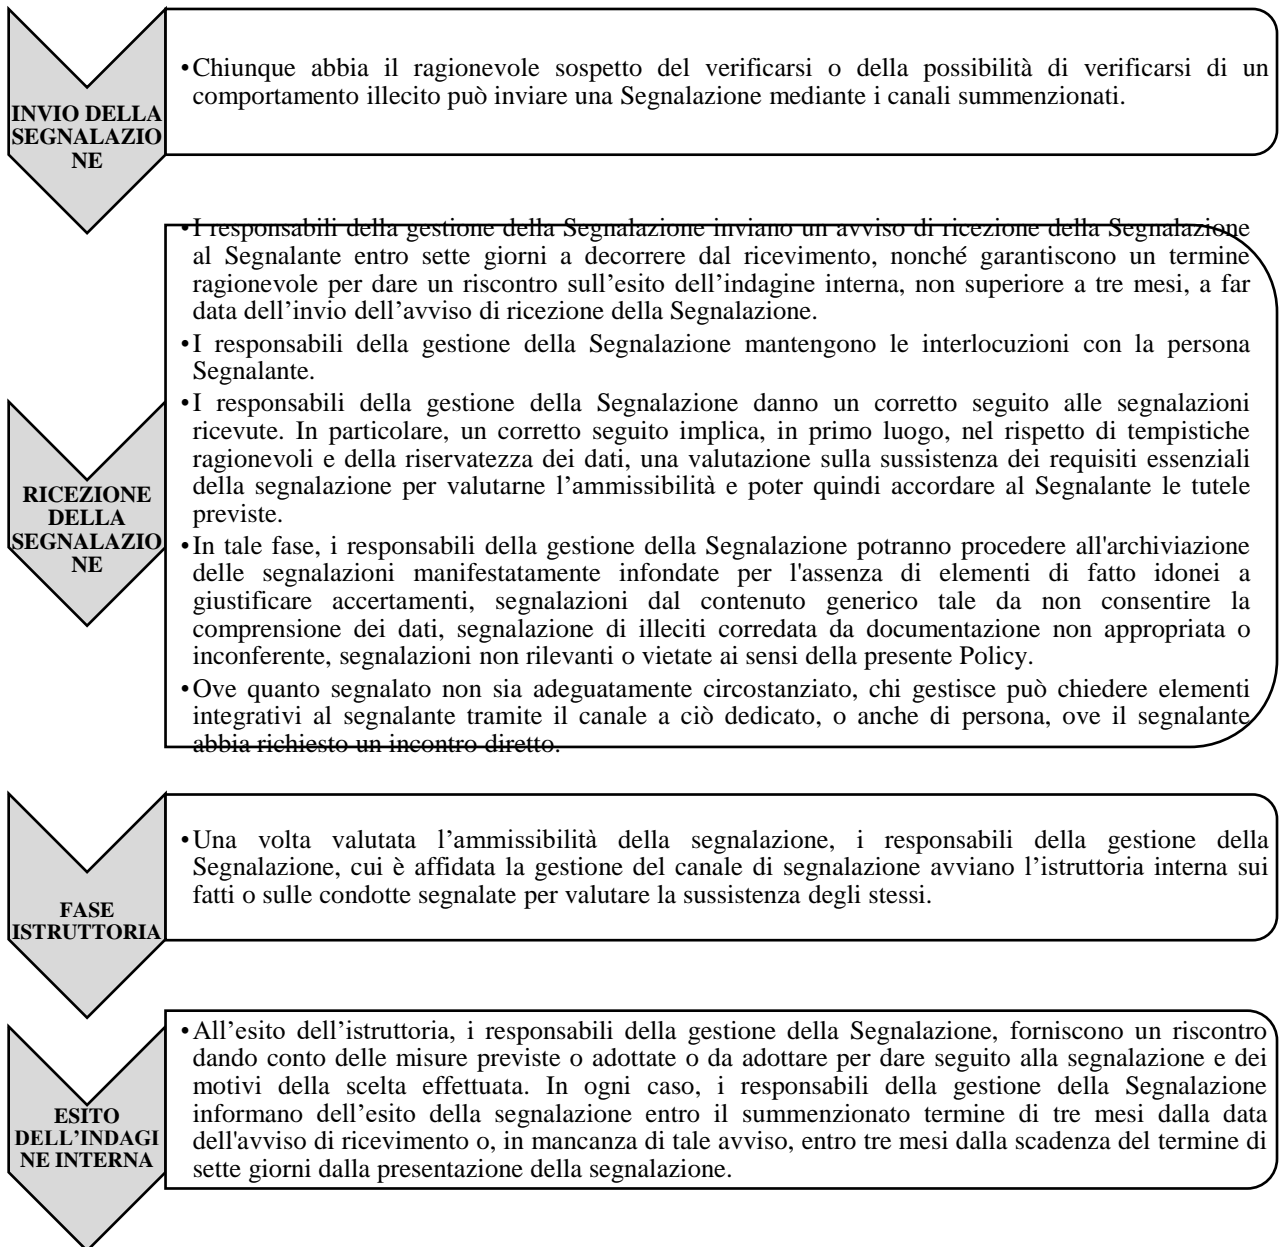 INVIO DELLA
SEGNALAZIO
NE
•Chiunque abbia il ragionevole sospetto del verificarsi o della possibilità di verificarsi di un
comportamento illecito può inviare una Segnalazione mediante i canali summenzionati.
RICEZIONE
DELLA
SEGNALAZIO
NE
•I responsabili della gestione della Segnalazione inviano un avviso di ricezione della Segnalazione
al Segnalante entro sette giorni a decorrere dal ricevimento, nonché garantiscono un termine
ragionevole per dare un riscontro sull’esito dell’indagine interna, non superiore a tre mesi, a far
data dell’invio dell’avviso di ricezione della Segnalazione.
•I responsabili della gestione della Segnalazione mantengono le interlocuzioni con la persona
Segnalante.
•I responsabili della gestione della Segnalazione danno un corretto seguito alle segnalazioni
ricevute. In particolare, un corretto seguito implica, in primo luogo, nel rispetto di tempistiche
ragionevoli e della riservatezza dei dati, una valutazione sulla sussistenza dei requisiti essenziali
della segnalazione per valutarne l’ammissibilità e poter quindi accordare al Segnalante le tutele
previste.
•In tale fase, i responsabili della gestione della Segnalazione potranno procedere all'archiviazione
delle segnalazioni manifestatamente infondate per l'assenza di elementi di fatto idonei a
giustificare accertamenti, segnalazioni dal contenuto generico tale da non consentire la
comprensione dei dati, segnalazione di illeciti corredata da documentazione non appropriata o
inconferente, segnalazioni non rilevanti o vietate ai sensi della presente Policy.
•Ove quanto segnalato non sia adeguatamente circostanziato, chi gestisce può chiedere elementi
integrativi al segnalante tramite il canale a ciò dedicato, o anche di persona, ove il segnalante
abbia richiesto un incontro diretto.
FASE
ISTRUTTORIA
•Una volta valutata l’ammissibilità della segnalazione, i responsabili della gestione della
Segnalazione, cui è affidata la gestione del canale di segnalazione avviano l’istruttoria interna sui
fatti o sulle condotte segnalate per valutare la sussistenza degli stessi.
ESITO
DELL’INDAGI
NE INTERNA
•All’esito dell’istruttoria, i responsabili della gestione della Segnalazione, forniscono un riscontro
dando conto delle misure previste o adottate o da adottare per dare seguito alla segnalazione e dei
motivi della scelta effettuata. In ogni caso, i responsabili della gestione della Segnalazione
informano dell’esito della segnalazione entro il summenzionato termine di tre mesi dalla data
dell'avviso di ricevimento o, in mancanza di tale avviso, entro tre mesi dalla scadenza del termine di
sette giorni dalla presentazione della segnalazione.